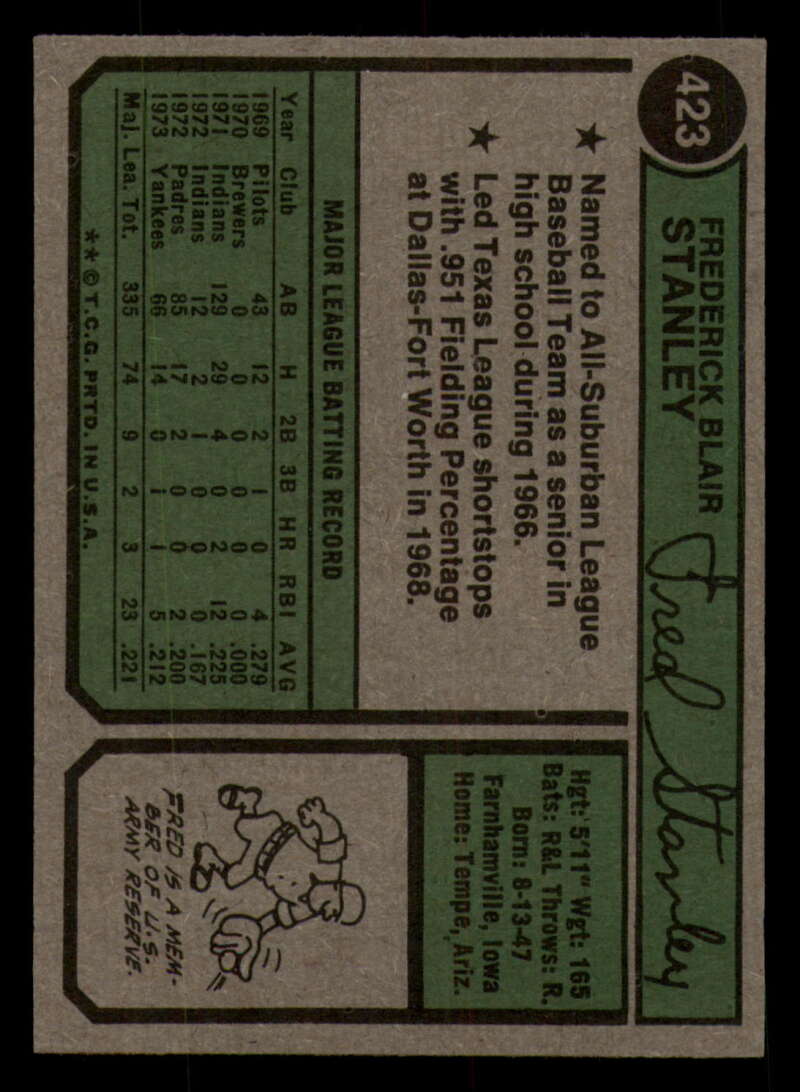 423
FREDERICK BLAIR
STANLEY
Fred Stanley
★ Named to All-Suburban League
Baseball Team as a senior in
high school during 1966.
★ Led Texas League shortstops
with .951 Fielding Percentage
at Dallas-Fort Worth in 1968.
MAJOR LEAGUE BATTING RECORD
Year Club AB H 2B 3B HR RBI AVG
1969 Pilots 43 12 2 1 0 4 .279
1970 Brewers 0 0 0 0 0 0 .000
1971 Indians 129 29 4 0 2 12 .225
1972 Indians 12 2 1 0 0 0 .167
1972 Padres 85 17 2 0 0 2 .200
1973 Yankees 66 14 0 1 1 5 .212
Maj. Lea. Tot. 335 74 9 2 3 23 .221
** © T.C.G. PRTD. IN U.S.A.
Hgt: 5'11" Wgt: 165
Bats: R&L Throws: R.
Born: 8-13-47
Farnhamville, Iowa
Home: Tempe, Ariz.
FRED IS A MEM-
BER OF U.S.
ARMY RESERVE.